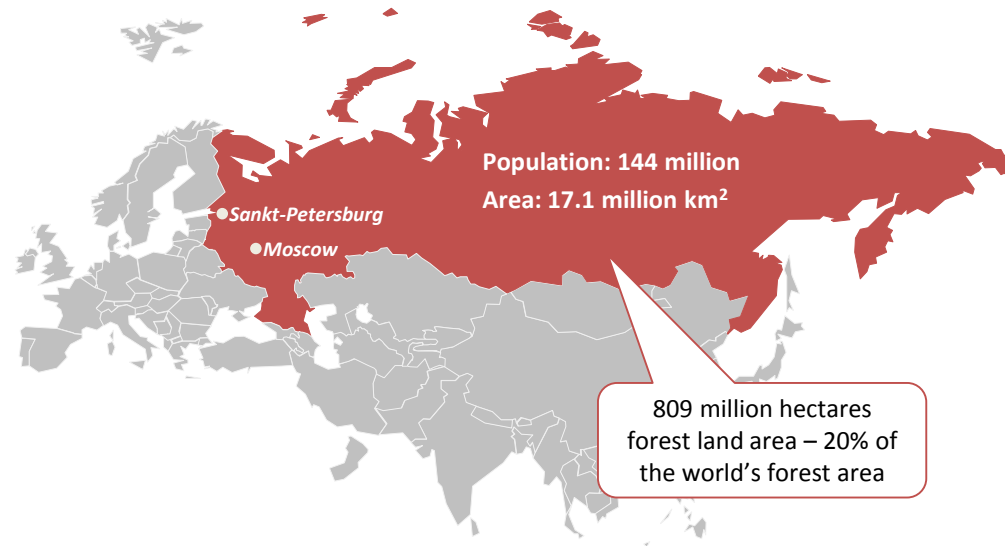 Population: 144 million
Area: 17.1 million km²
Sankt-Petersburg
Moscow
809 million hectares
forest land area – 20% of
the world’s forest area